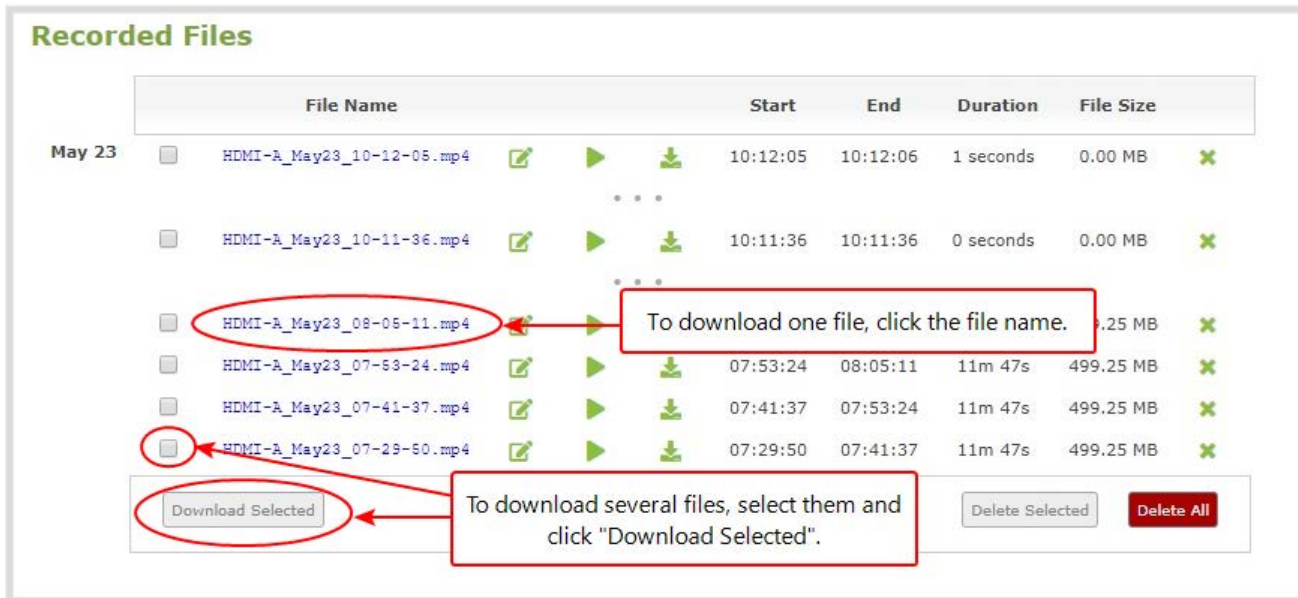 Recorded Files
File Name Start End Duration File Size
May 23 HDMI-A_May23_10-12-05.mp4 10:12:05 10:12:06 1 seconds 0.00 MB
HDMI-A_May23_10-11-36.mp4 10:11:36 10:11:36 0 seconds 0.00 MB
HDMI-A_May23_08-05-11.mp4 To download one file, click the file name. 9.25 MB
HDMI-A_May23_07-53-24.mp4 07:53:24 08:05:11 11m 47s 499.25 MB
HDMI-A_May23_07-41-37.mp4 07:41:37 07:53:24 11m 47s 499.25 MB
HDMI-A_May23_07-29-50.mp4 07:29:50 07:41:37 11m 47s 499.25 MB
To download several files, select them and
click "Download Selected".
Download Selected Delete Selected Delete All